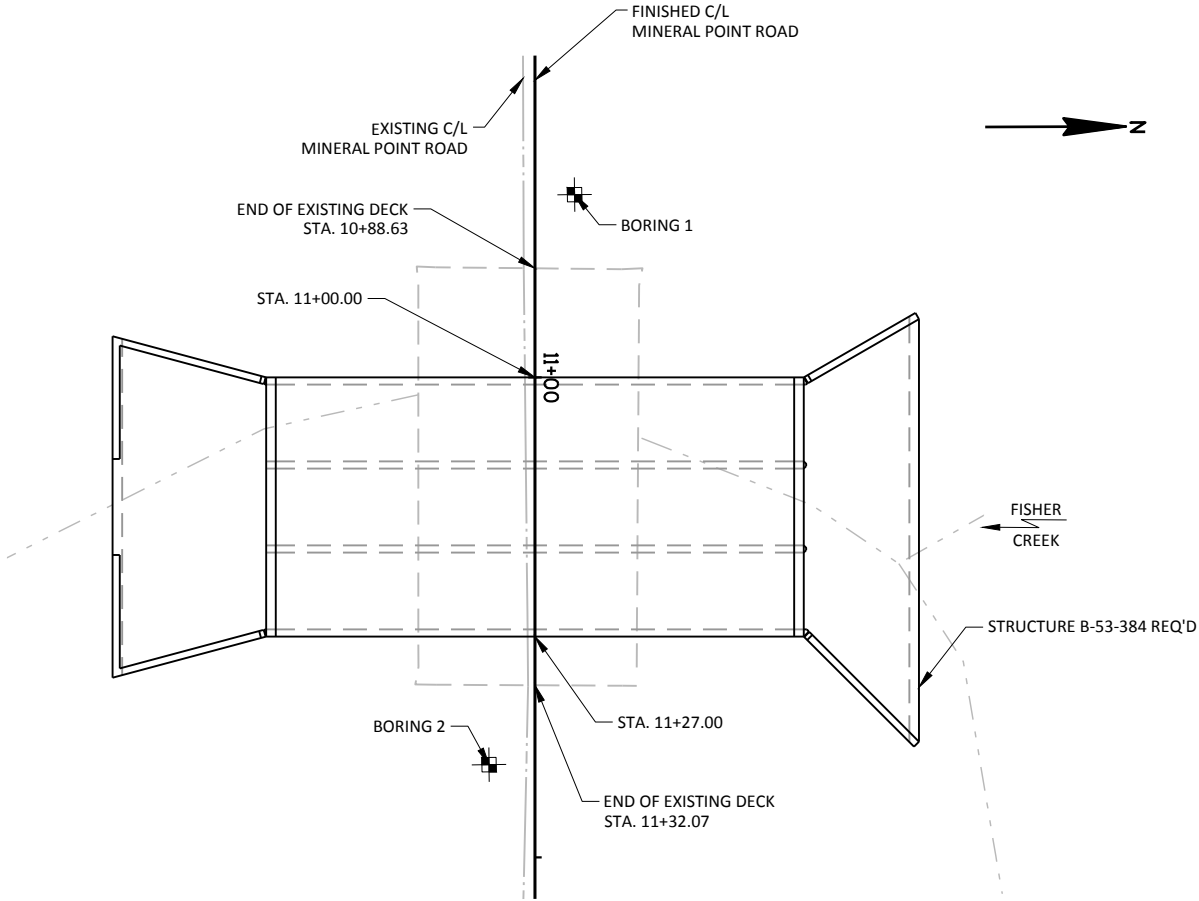 FINISHED C/L
MINERAL POINT ROAD
EXISTING C/L
MINERAL POINT ROAD
N
END OF EXISTING DECK
STA. 10+88.63
BORING 1
STA. 11+00.00
11+00
FISHER
CREEK
STRUCTURE B-53-384 REQ'D
STA. 11+27.00
BORING 2
END OF EXISTING DECK
STA. 11+32.07